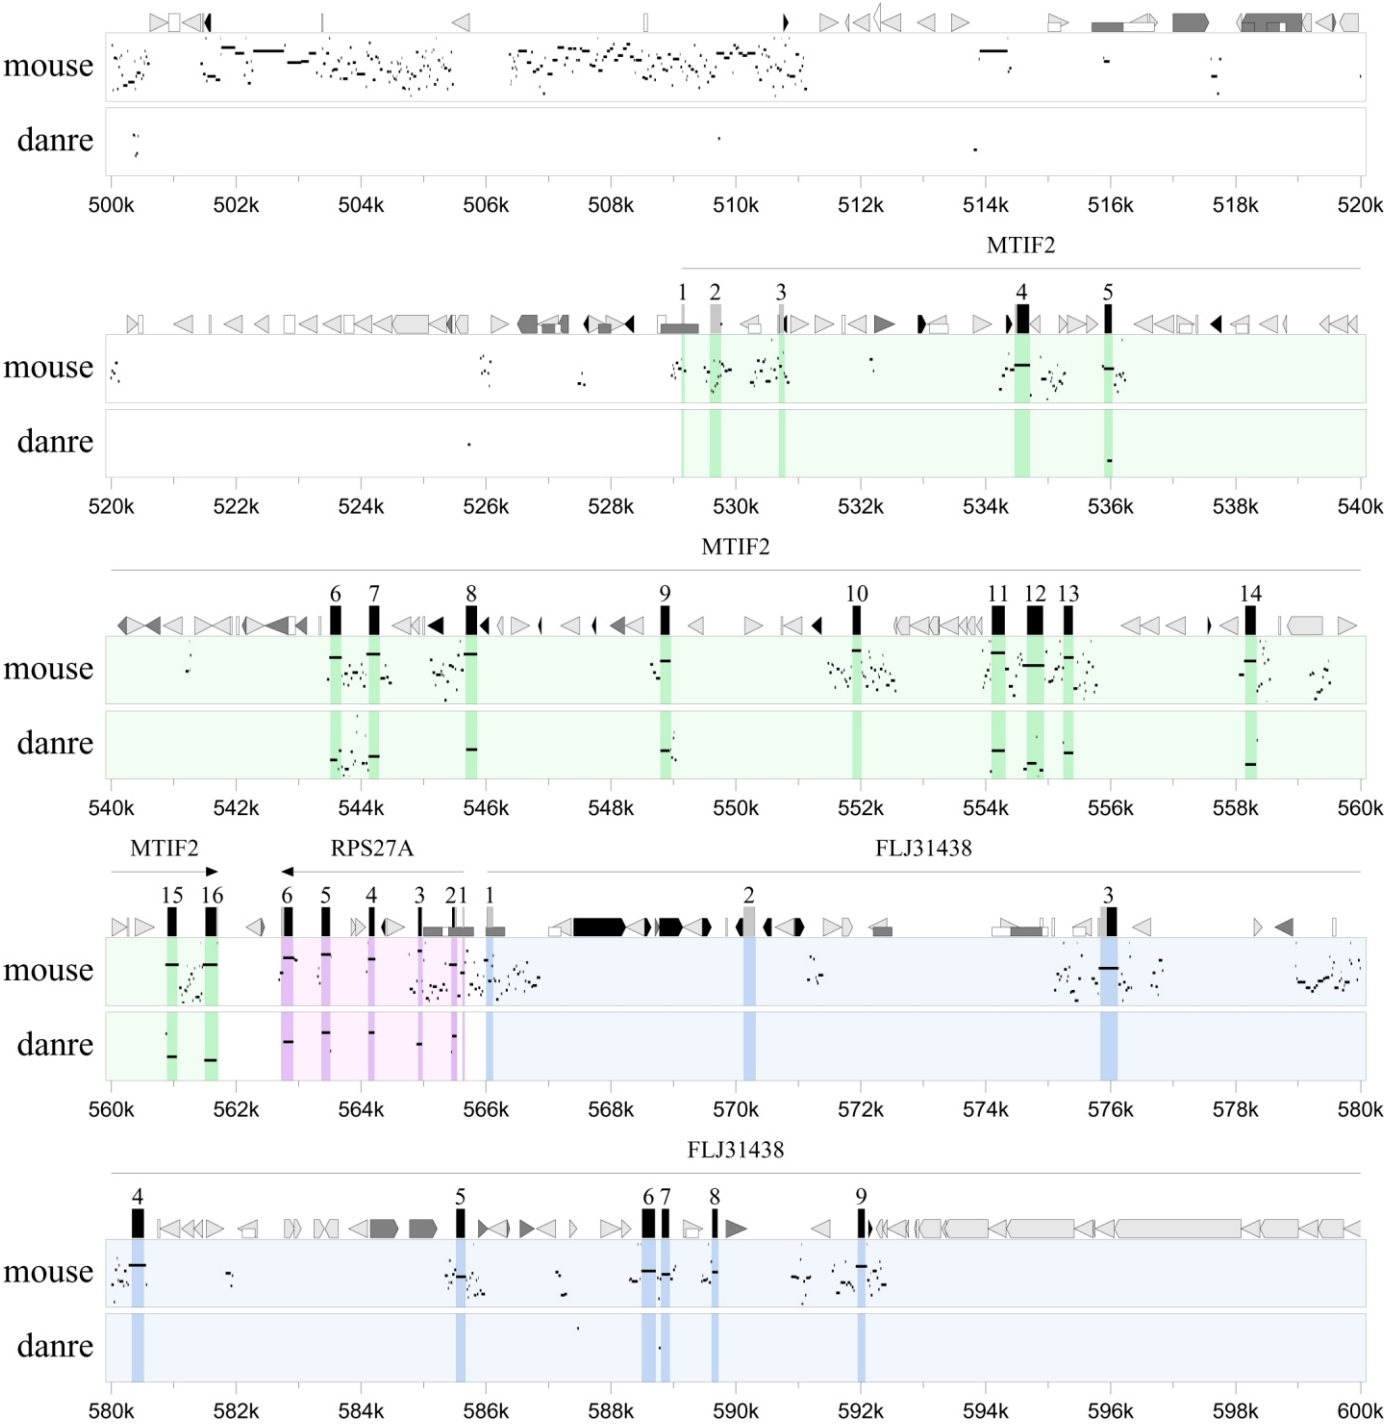 mouse
danre
500k 502k 504k 506k 508k 510k 512k 514k 516k 518k 520k
MTIF2
1 2 3 4 5
mouse
danre
520k 522k 524k 526k 528k 530k 532k 534k 536k 538k 540k
MTIF2
6 7 8 9 10 11 12 13 14
mouse
danre
540k 542k 544k 546k 548k 550k 552k 554k 556k 558k 560k
MTIF2 RPS27A FLJ31438
15 16 6 5 4 3 2 1 1 2 3
mouse
danre
560k 562k 564k 566k 568k 570k 572k 574k 576k 578k 580k
FLJ31438
4 5 6 7 8 9
mouse
danre
580k 582k 584k 586k 588k 590k 592k 594k 596k 598k 600k